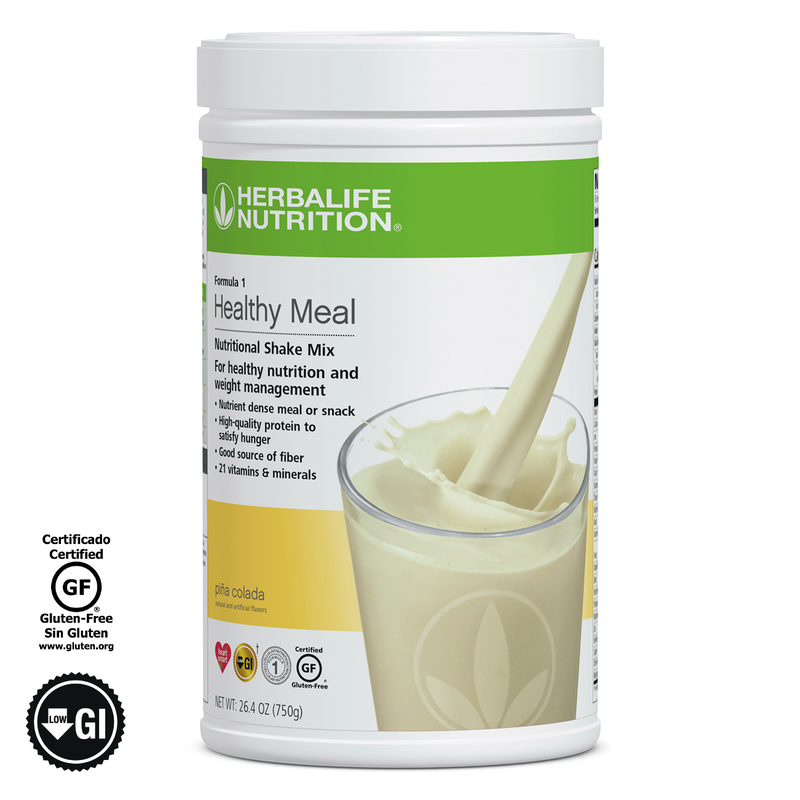 HERBALIFE
NUTRITION®
Formula 1
Healthy Meal
Nutritional Shake Mix
For healthy nutrition and
weight management
• Nutrient dense meal or snack
• High-quality protein to
satisfy hunger
• Good source of fiber
• 21 vitamins & minerals
piña colada
natural and artificial flavors
heart
GI
†
1
Certified
GF
®
Gluten-Free
NET WT: 26.4 OZ (750g)
Certificado
Certified
GF
®
Gluten-Free
Sin Gluten
www.gluten.org
LOW
GI